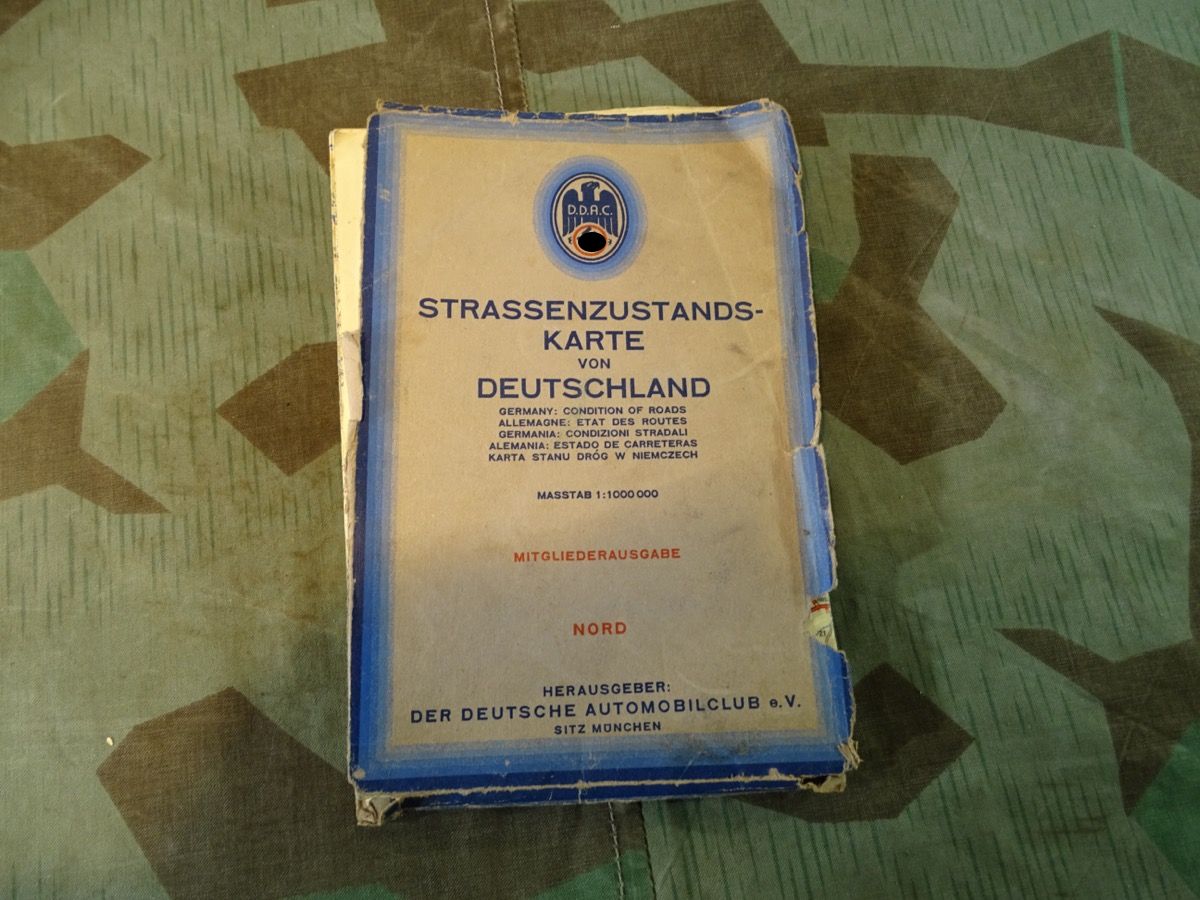 D.D.A.C.
STRASSENZUSTANDS-
KARTE
VON
DEUTSCHLAND
GERMANY: CONDITION OF ROADS
ALLEMAGNE: ETAT DES ROUTES
GERMANIA: CONDIZIONI STRADALI
ALEMANIA: ESTADO DE CARRETERAS
KARTA STANU DRÓG W NIEMCZECH
MASSTAB 1:1000000
MITGLIEDERAUSGABE
NORD
HERAUSGEBER:
DER DEUTSCHE AUTOMOBILCLUB e.V.
SITZ MÜNCHEN
21